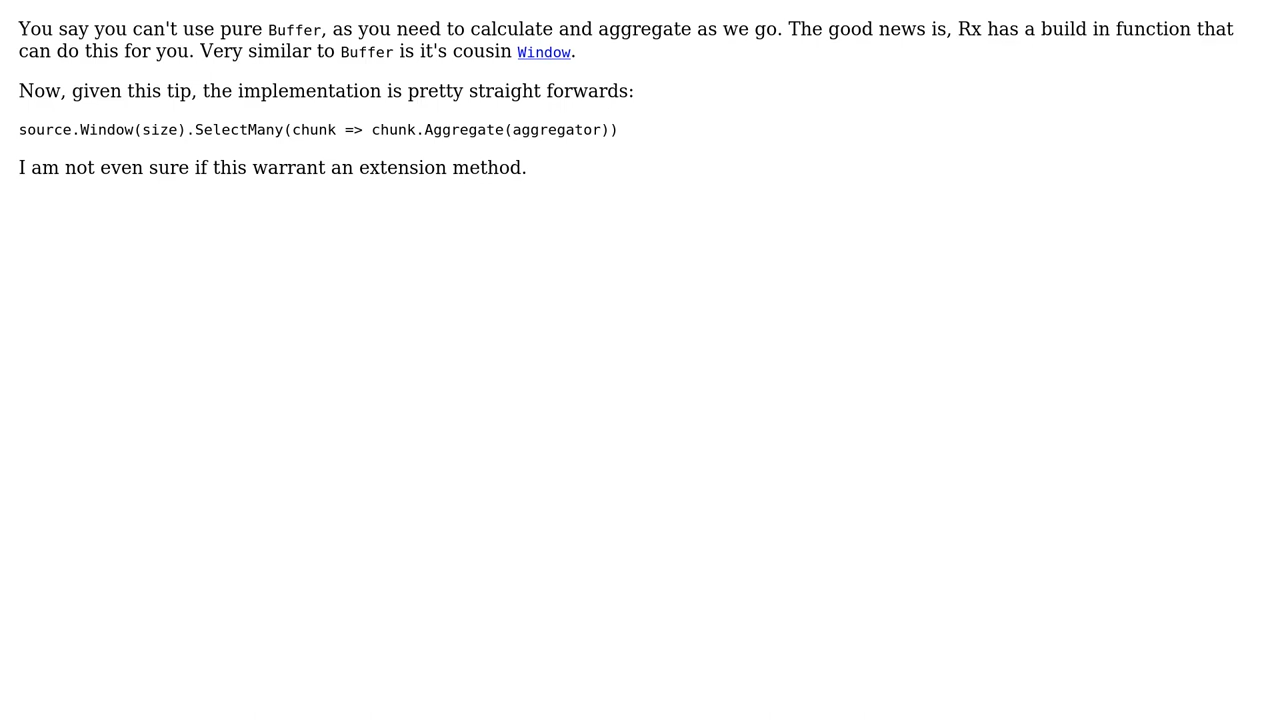 You say you can't use pure Buffer, as you need to calculate and aggregate as we go. The good news is, Rx has a build in function that
can do this for you. Very similar to Buffer is it's cousin Window.
Now, given this tip, the implementation is pretty straight forwards:
source.Window(size).SelectMany(chunk => chunk.Aggregate(aggregator))
I am not even sure if this warrant an extension method.